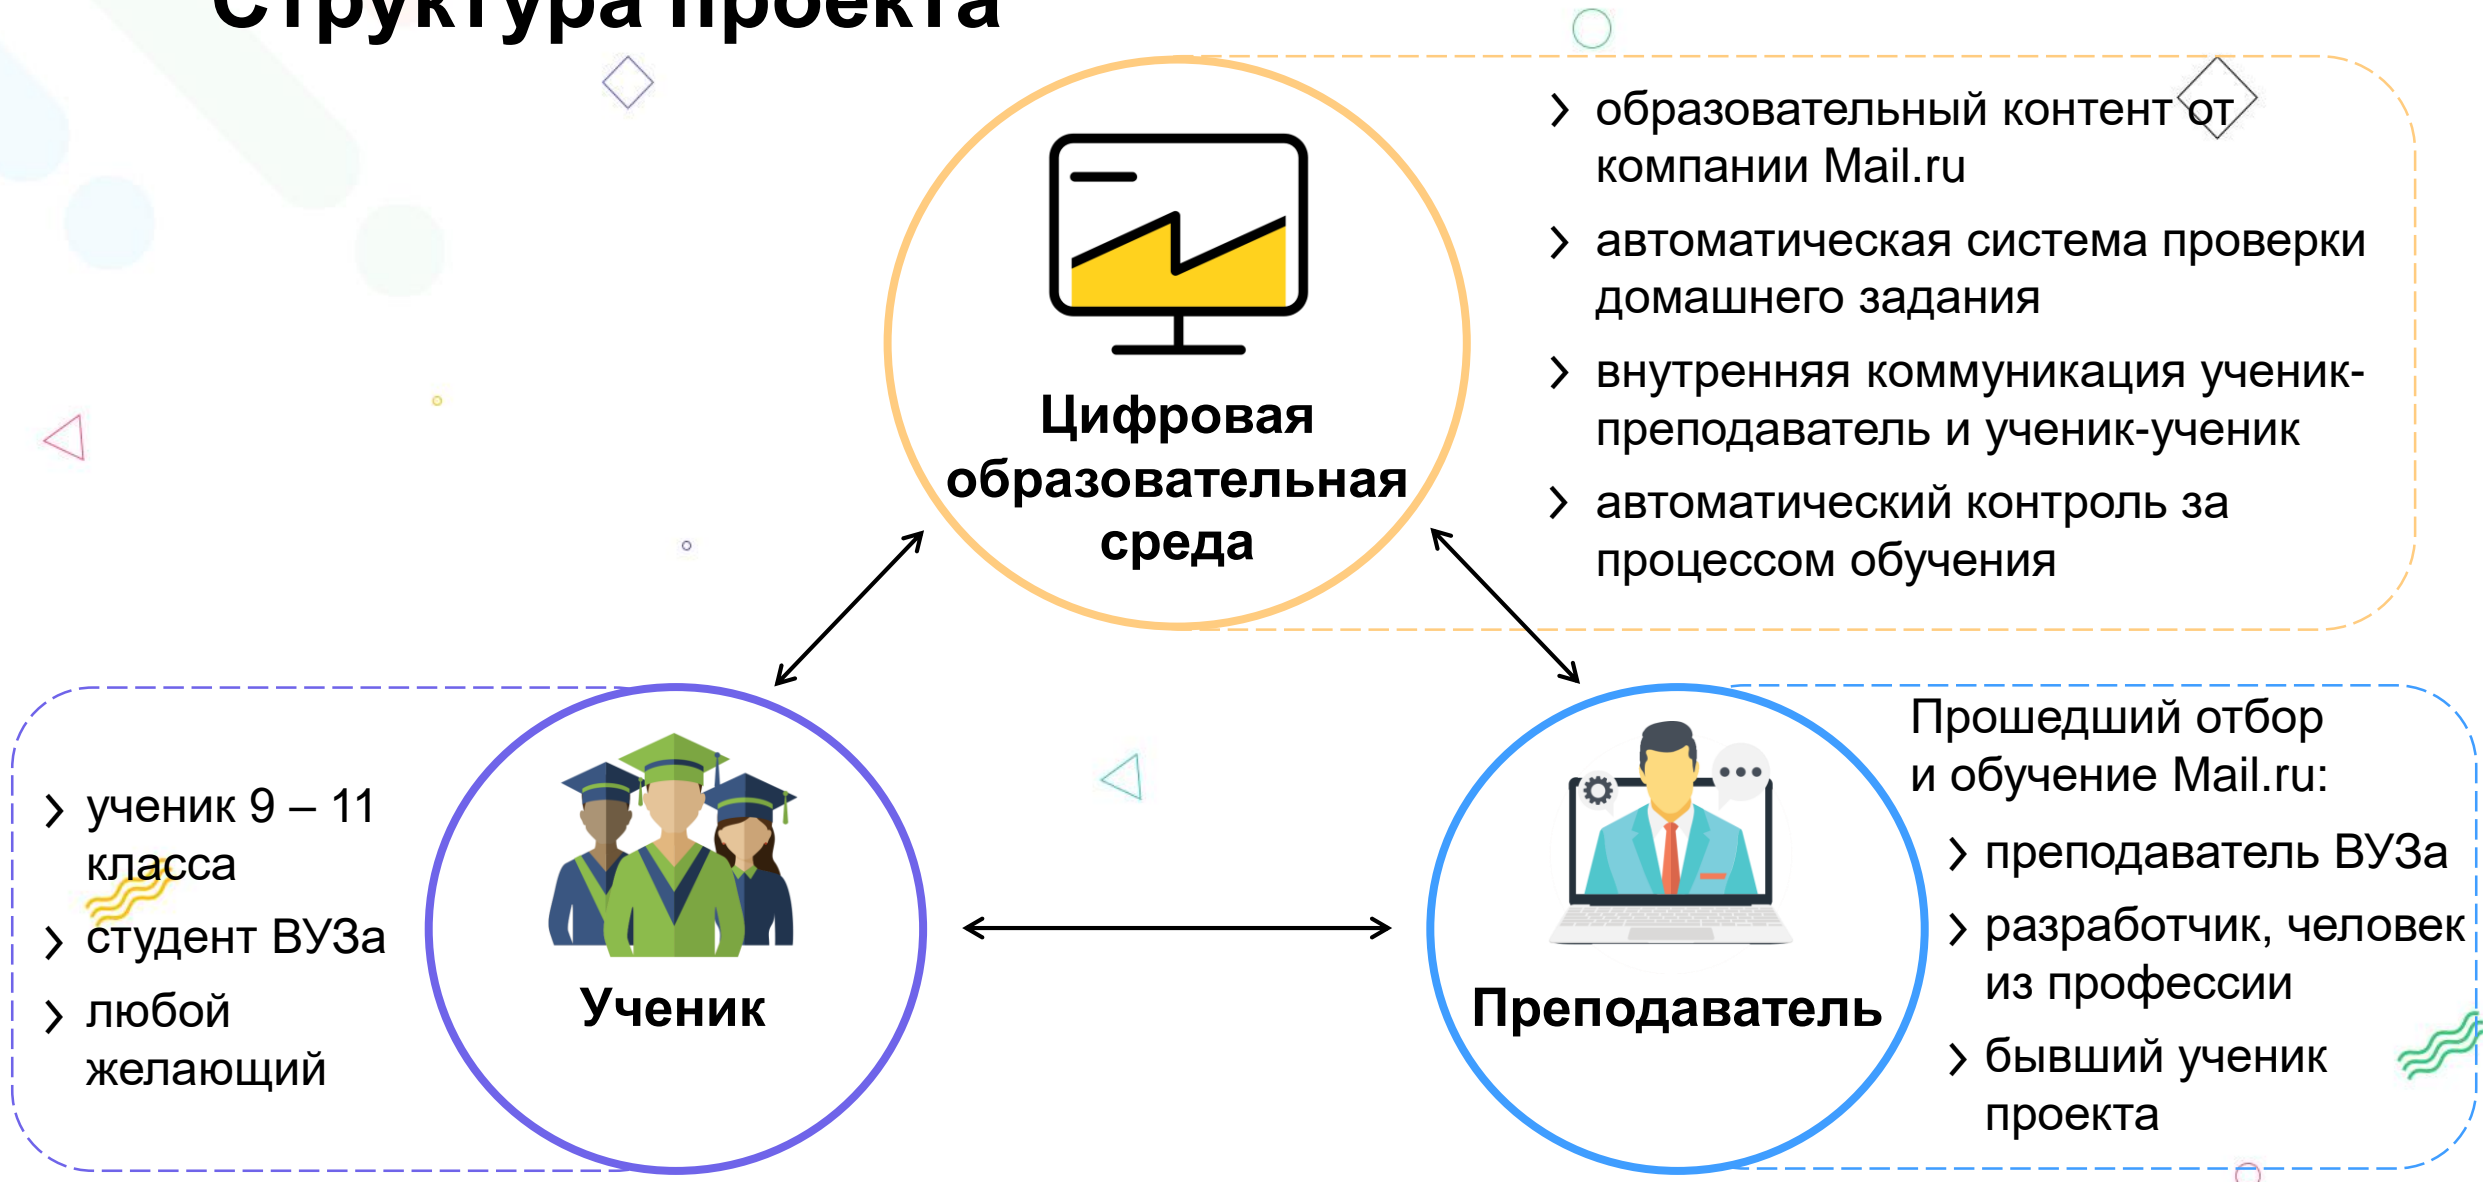 Структура проекта
образовательный контент от
компании Mail.ru
автоматическая система проверки
домашнего задания
внутренняя коммуникация ученик-
преподаватель и ученик-ученик
автоматический контроль за
процессом обучения
Цифровая
образовательная
среда
ученик 9 – 11
класса
студент ВУЗа
любой
желающий
Ученик
Преподаватель
Прошедший отбор
и обучение Mail.ru:
преподаватель ВУЗа
разработчик, человек
из профессии
бывший ученик
проекта